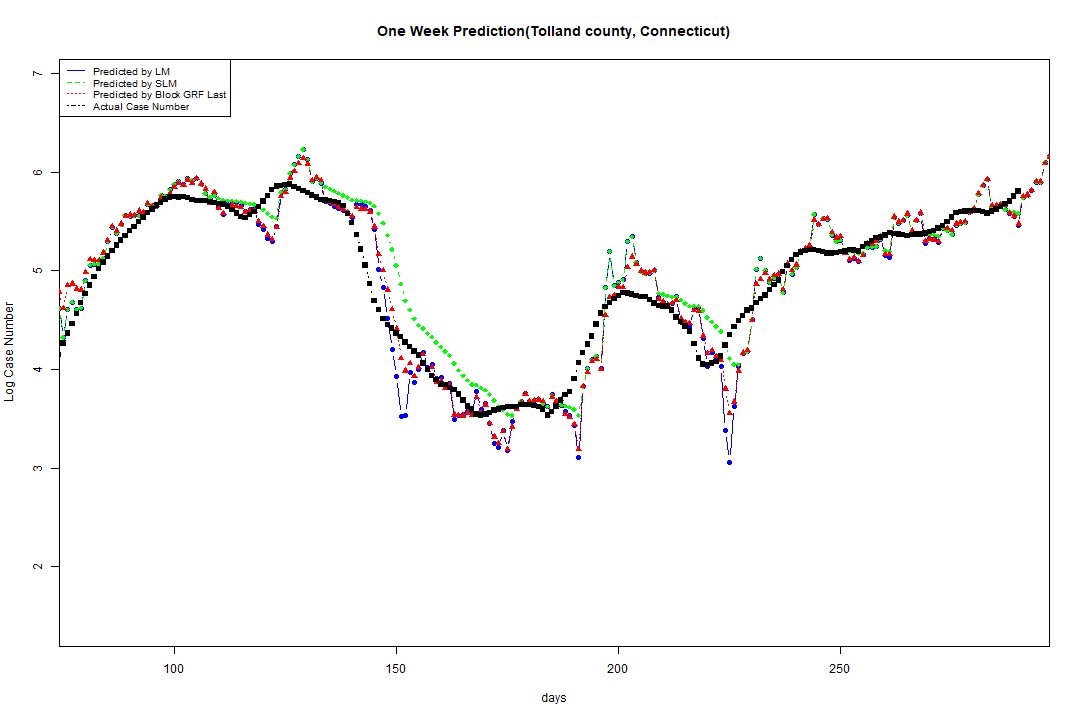 One Week Prediction(Tolland county, Connecticut)
7
Predicted by LM
Predicted by SLM
Predicted by Block GRF Last
Actual Case Number
6
5
4
3
2
Log Case Number
100
150
200
250
days